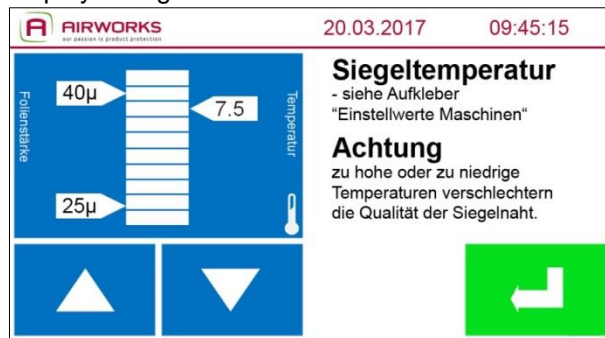 AIRWORKS
our passion is product protection
20.03.2017
09:45:15
Folienstärke
40µ
25µ
7.5
Temperatur
Siegeltemperatur
- siehe Aufkleber
"Einstellwerte Maschinen"
Achtung
zu hohe oder zu niedrige
Temperaturen verschlechtern
die Qualität der Siegelnaht.